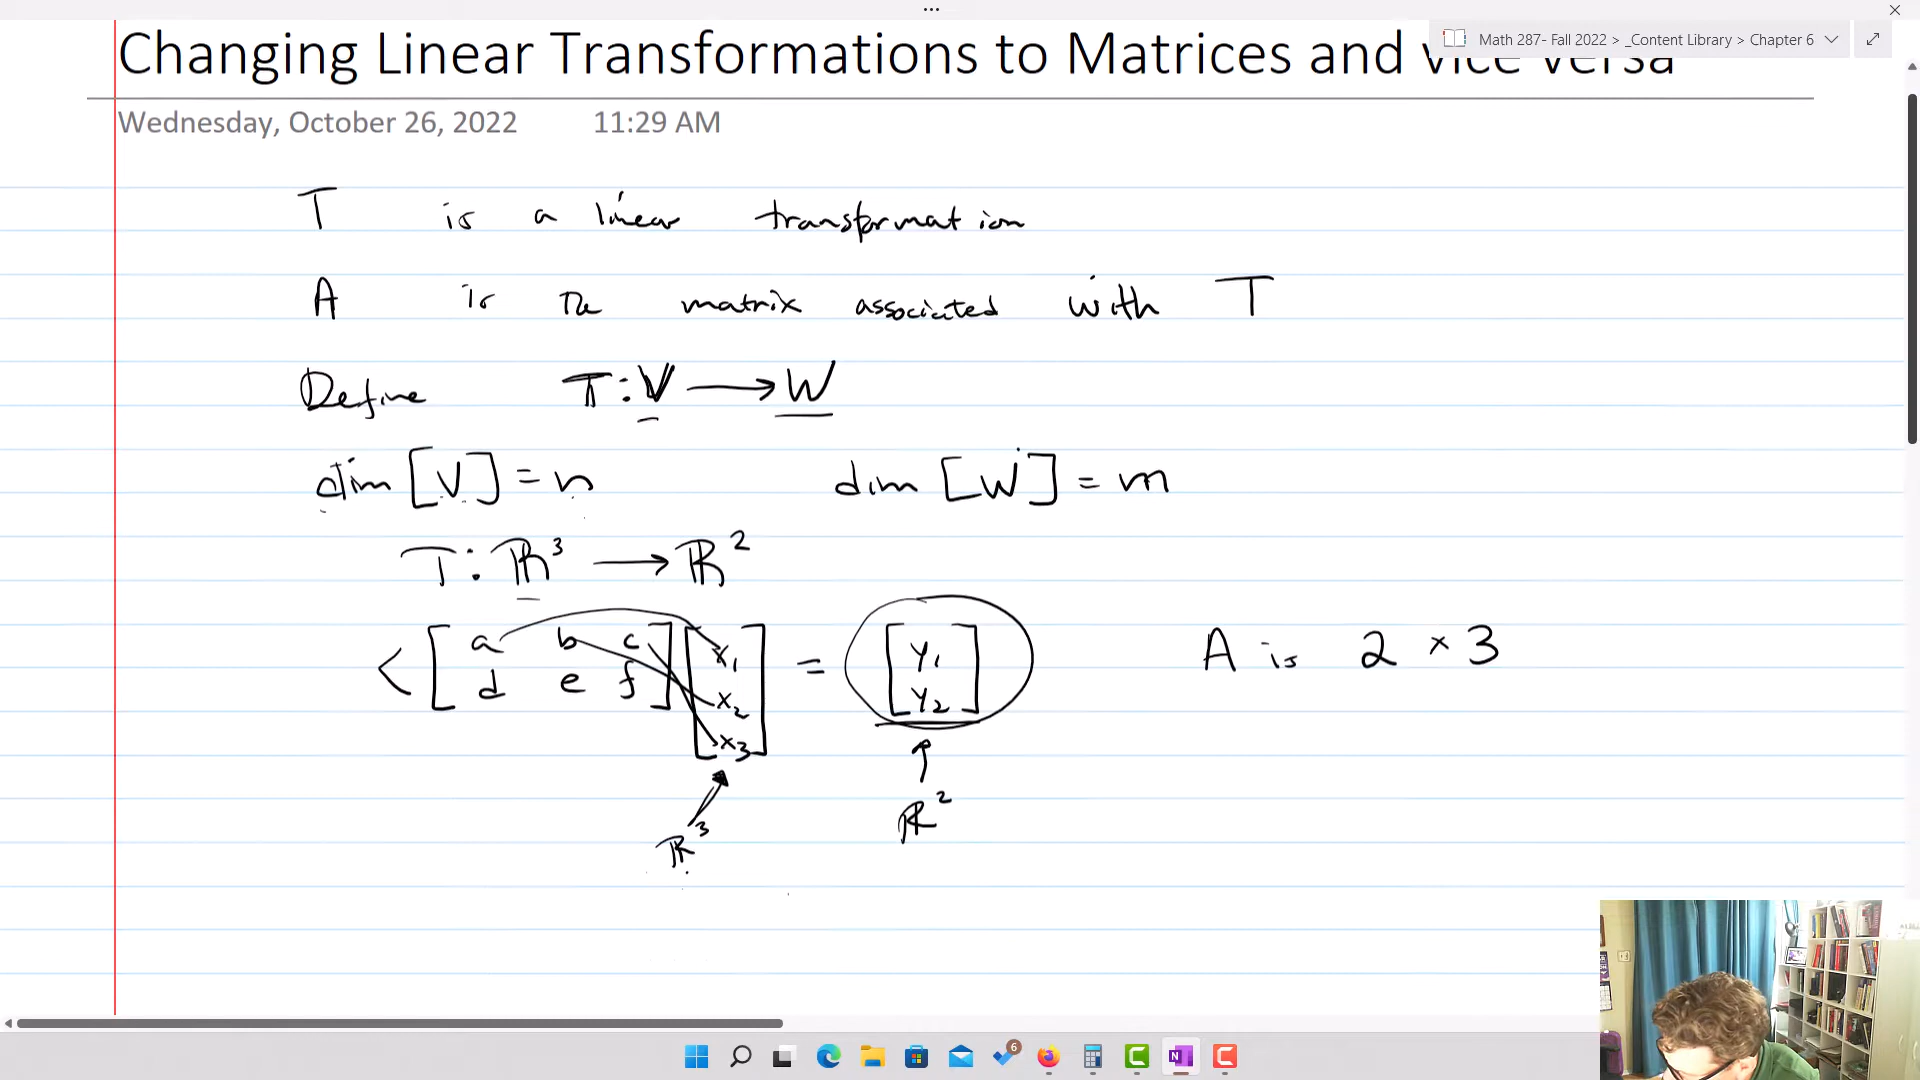 Changing Linear Transformations to Matrices and vice versa
Math 287- Fall 2022 > _Content Library > Chapter 6
Wednesday, October 26, 2022 11:29 AM
T is a linear transformation
A is the matrix associated with T
Define T: V → W
dim [V] = n dim [W] = m
T: ℝ³ → ℝ²
< [a b c] [x₁ = [y₁ A is 2 × 3
[d e f] x₂ y₂]
x₃]
ℝ³ ℝ²
6